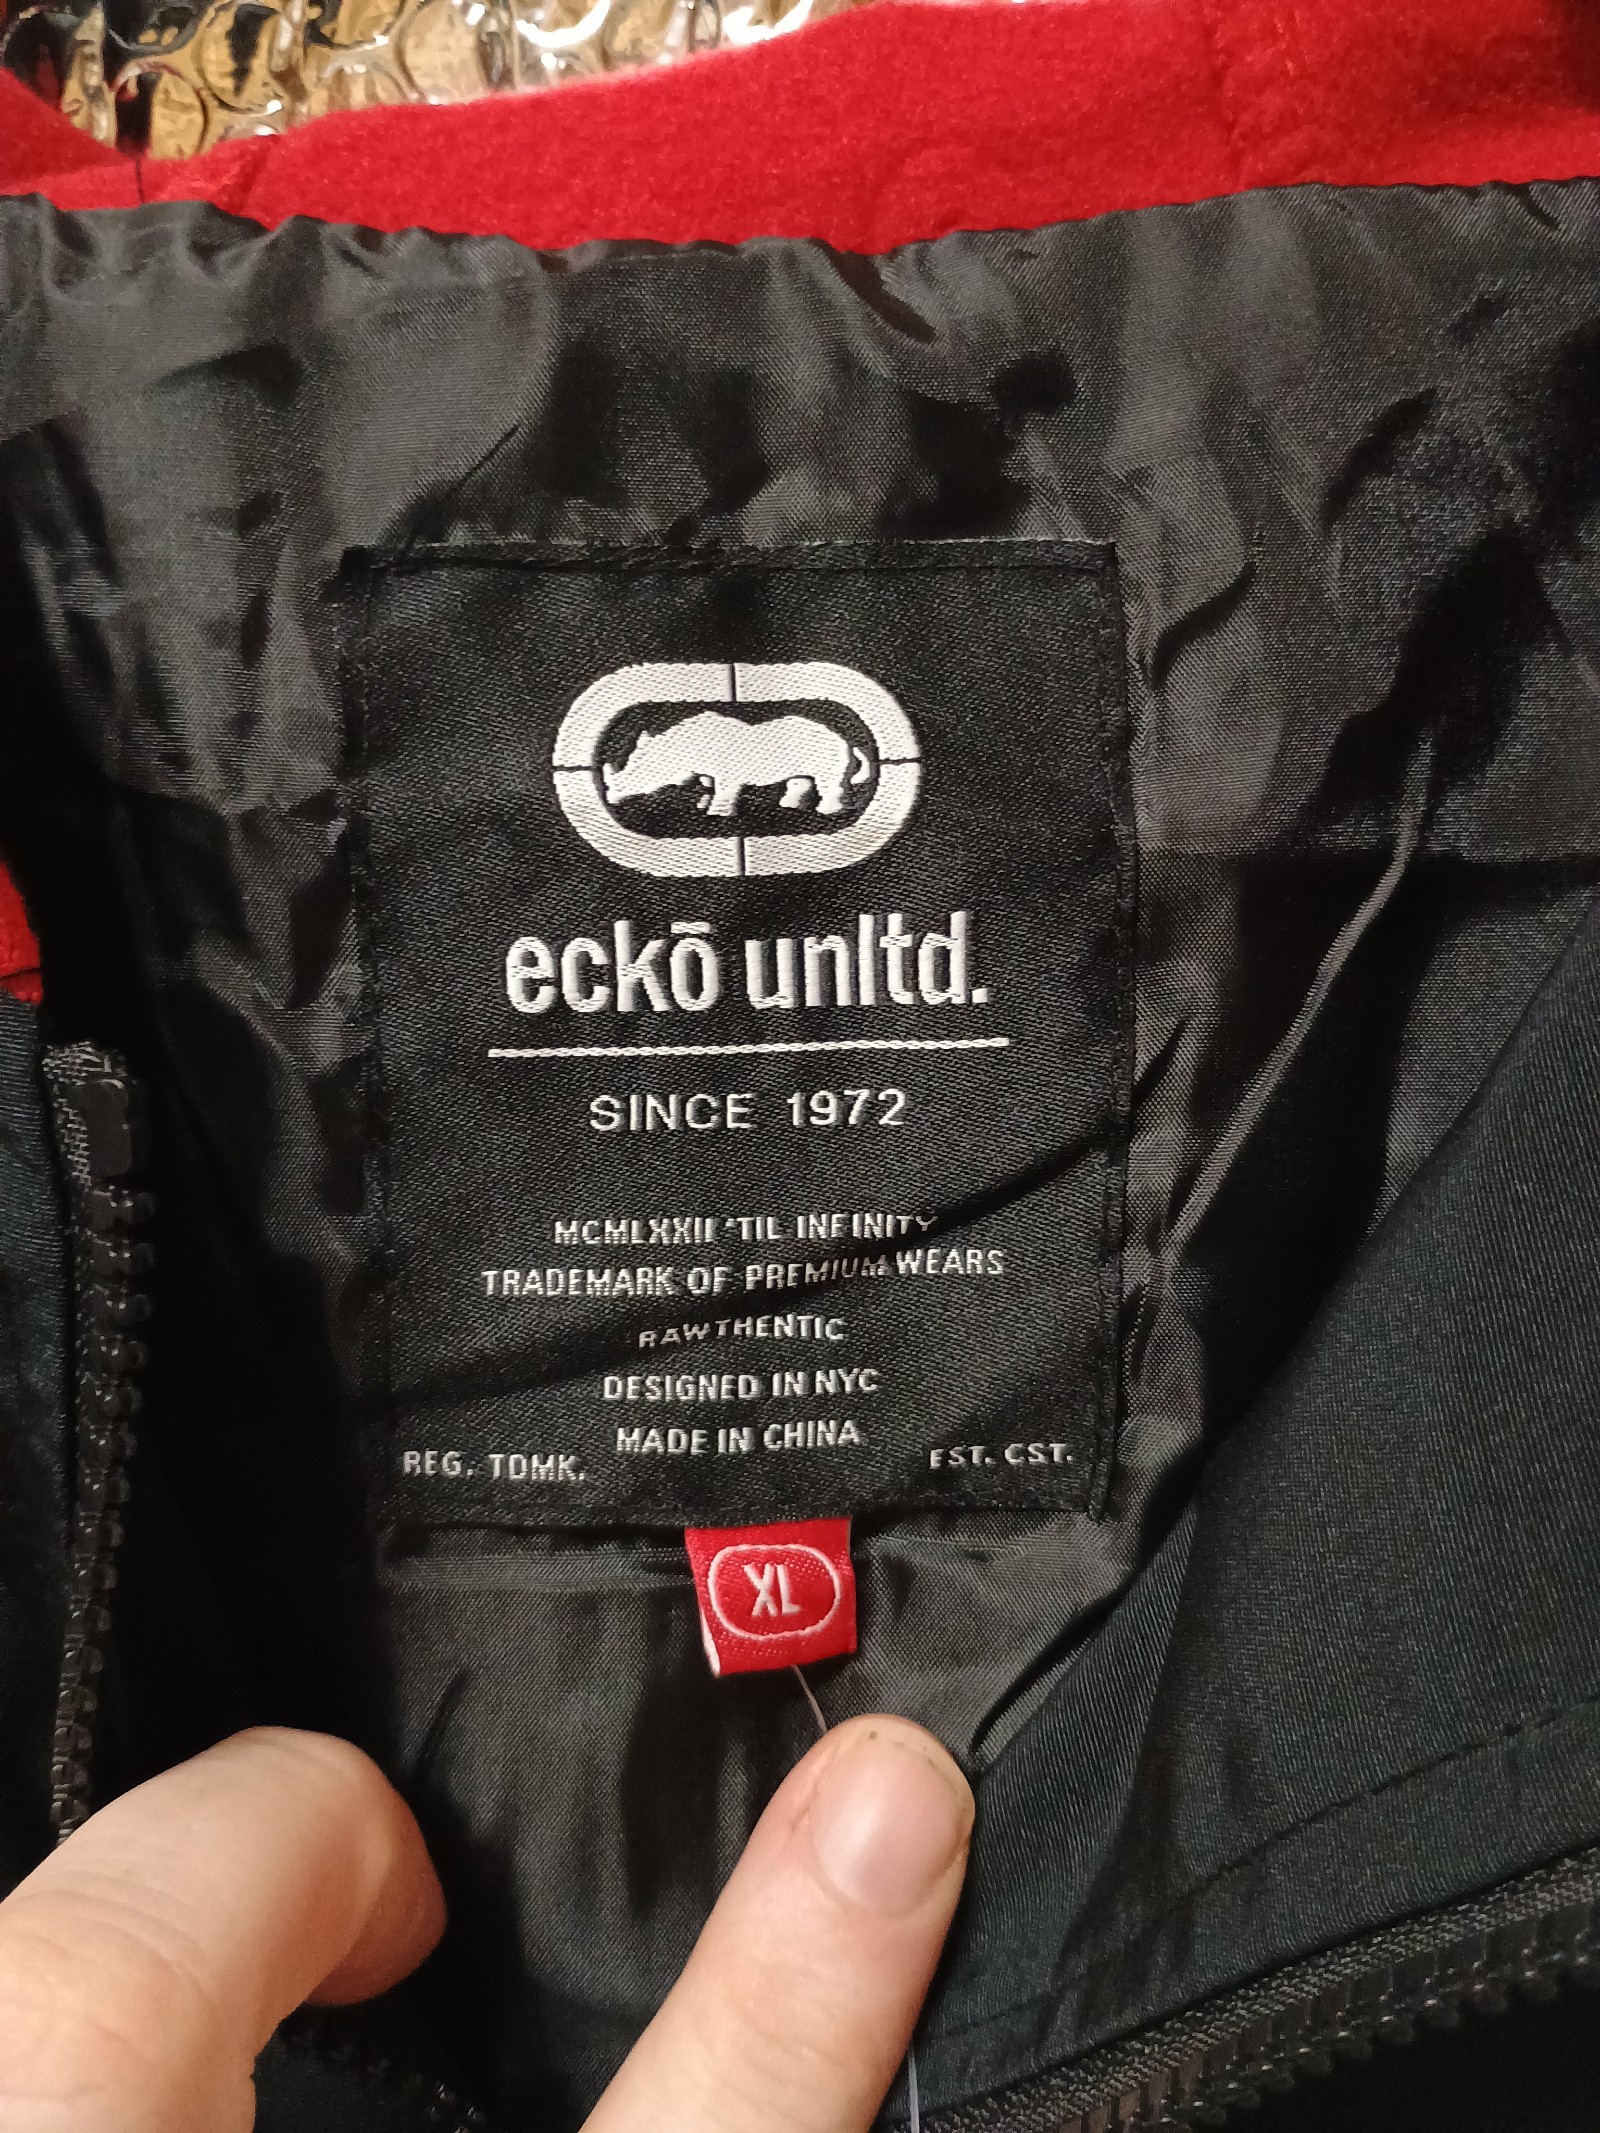 eckō unltd.
SINCE 1972
MCMLXXII 'TIL INFINITY
TRADEMARK OF PREMIUM WEARS
RAWTHENTIC
DESIGNED IN NYC
MADE IN CHINA
REG. TDMK. EST. CST.
XL